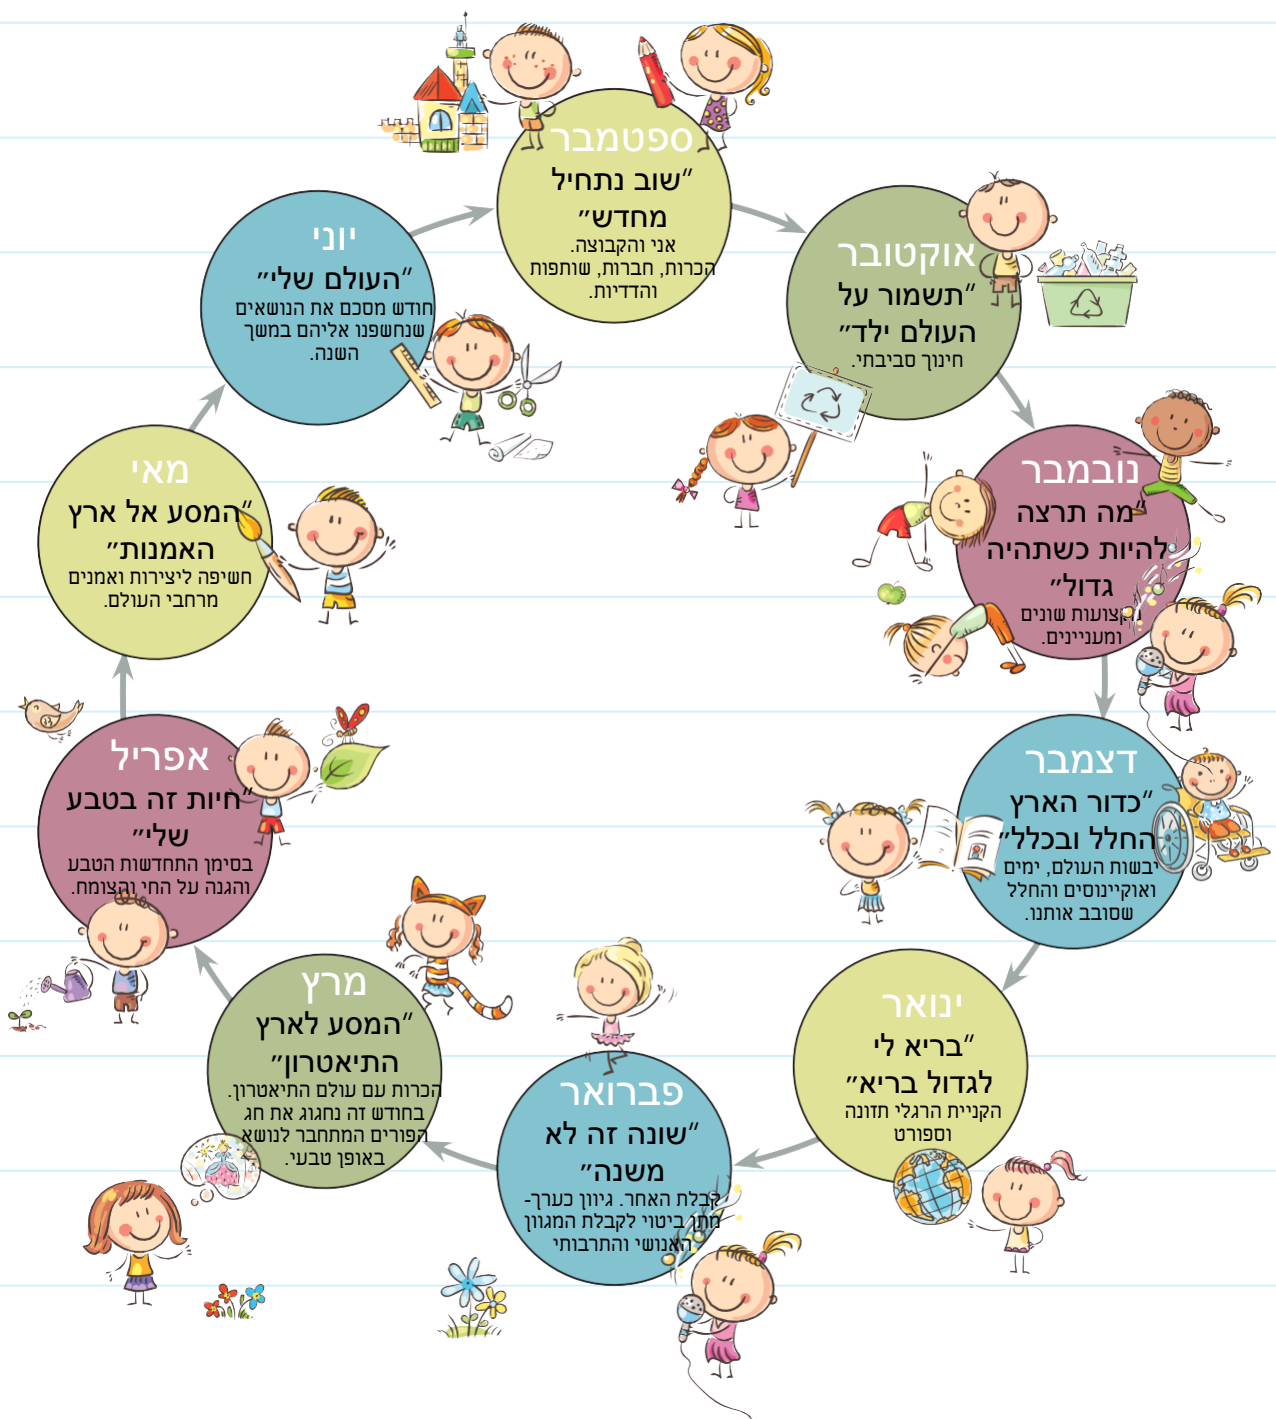 ספטמבר
"שוב נתחיל
מחדש"
אני והקבוצה.
הכרות, חברות, שותפות
והדדיות.
אוקטובר
"תשמור על
העולם ילד"
חינוך סביבתי.
נובמבר
"מה תרצה
להיות כשתהיה
גדול"
מקצועות שונים
ומעניינים.
דצמבר
"כדור הארץ
החלל ובכלל"
יבשות העולם, ימים
ואוקיינוסים והחלל
שסובב אותנו.
ינואר
"בריא לי
לגדול בריא"
הקניית הרגלי תזונה
וספורט
פברואר
"שונה זה לא
משנה"
קבלת האחר. גיוון כערך-
מתן ביטוי לקבלת המגוון
האנושי והתרבותי
מרץ
"המסע לארץ
התיאטרון"
הכרות עם עולם התיאטרון.
בחודש זה נחגוג את חג
הפורים המתחבר לנושא
באופן טבעי.
אפריל
"חיות זה בטבע
שלי"
בסימן התחדשות הטבע
והגנה על החי והצומח.
מאי
"המסע אל ארץ
האמנות"
חשיפה ליצירות ואמנים
מרחבי העולם.
יוני
"העולם שלי"
חודש מסכם את הנושאים
שנחשפנו אליהם במשך
השנה.